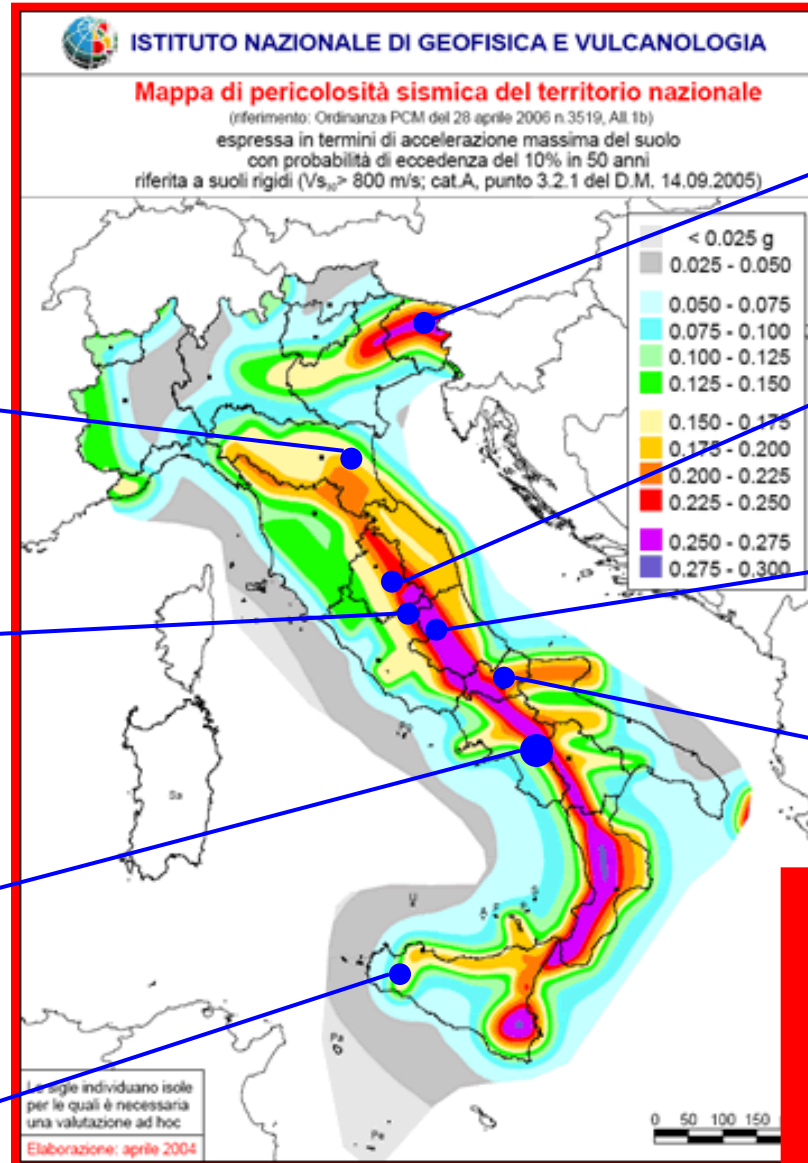 ISTITUTO NAZIONALE DI GEOFISICA E VULCANOLOGIA
Mappa di pericolosità sismica del territorio nazionale
(riferimento: Ordinanza PCM del 28 aprile 2006 n.3519, All.1b)
espressa in termini di accelerazione massima del suolo
con probabilità di eccedenza del 10% in 50 anni
riferita a suoli rigidi (Vs₃₀> 800 m/s; cat.A, punto 3.2.1 del D.M. 14.09.2005)
< 0.025 g
0.025 - 0.050
0.050 - 0.075
0.075 - 0.100
0.100 - 0.125
0.125 - 0.150
0.150 - 0.175
0.175 - 0.200
0.200 - 0.225
0.225 - 0.250
0.250 - 0.275
0.275 - 0.300
Sa
U
A
Pa
Pe
Le sigle individuano isole
per le quali è necessaria
una valutazione ad hoc
Elaborazione: aprile 2004
0 50 100 150